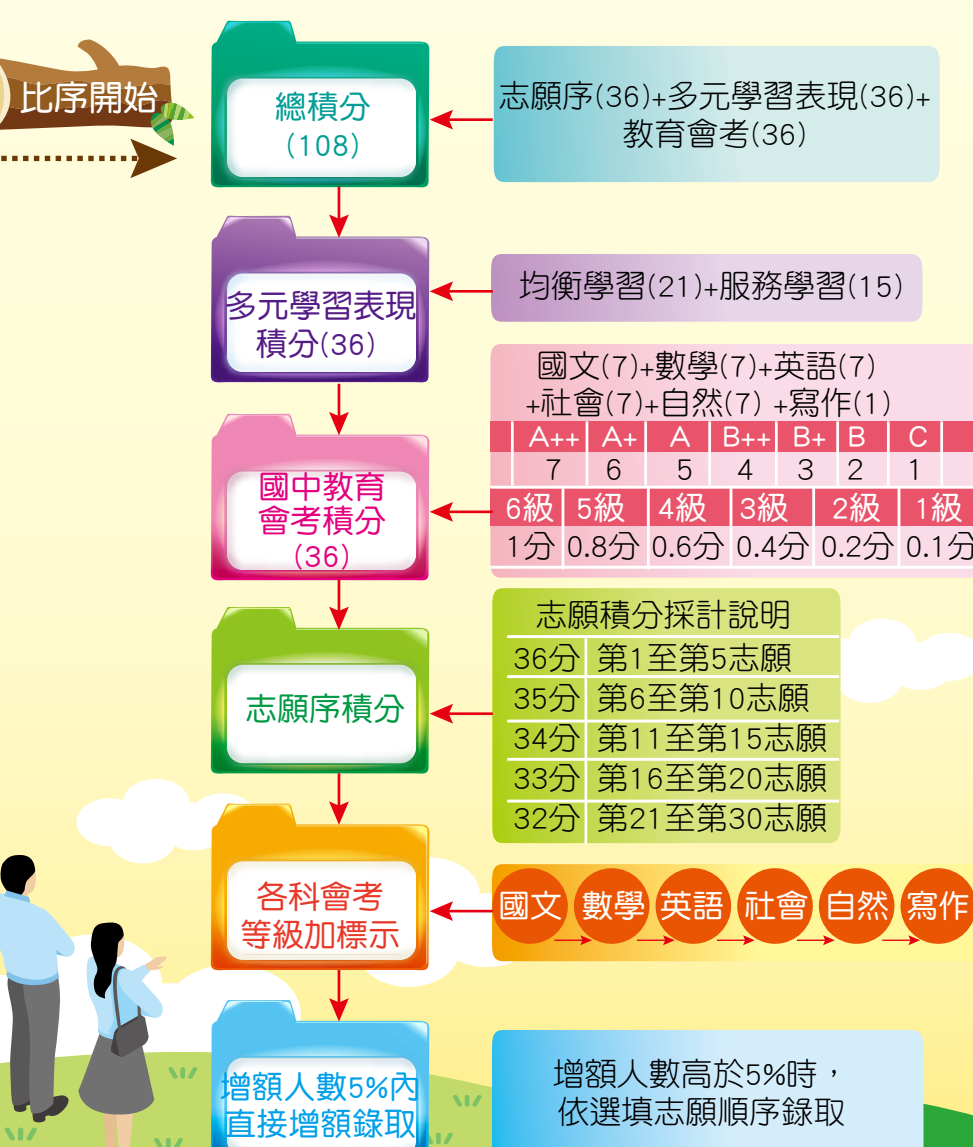 比序開始
總積分
(108)
志願序(36)+多元學習表現(36)+
教育會考(36)
多元學習表現
積分(36)
均衡學習(21)+服務學習(15)
國中教育
會考積分
(36)
國文(7)+數學(7)+英語(7)
+社會(7)+自然(7) +寫作(1)
A++ A+ A B++ B+ B C
7 6 5 4 3 2 1
6級 5級 4級 3級 2級 1級
1分 0.8分 0.6分 0.4分 0.2分 0.1分
志願序積分
志願積分採計說明
36分 第1至第5志願
35分 第6至第10志願
34分 第11至第15志願
33分 第16至第20志願
32分 第21至第30志願
各科會考
等級加標示
國文 數學 英語 社會 自然 寫作
增額人數5%內
直接增額錄取
增額人數高於5%時，
依選填志願順序錄取